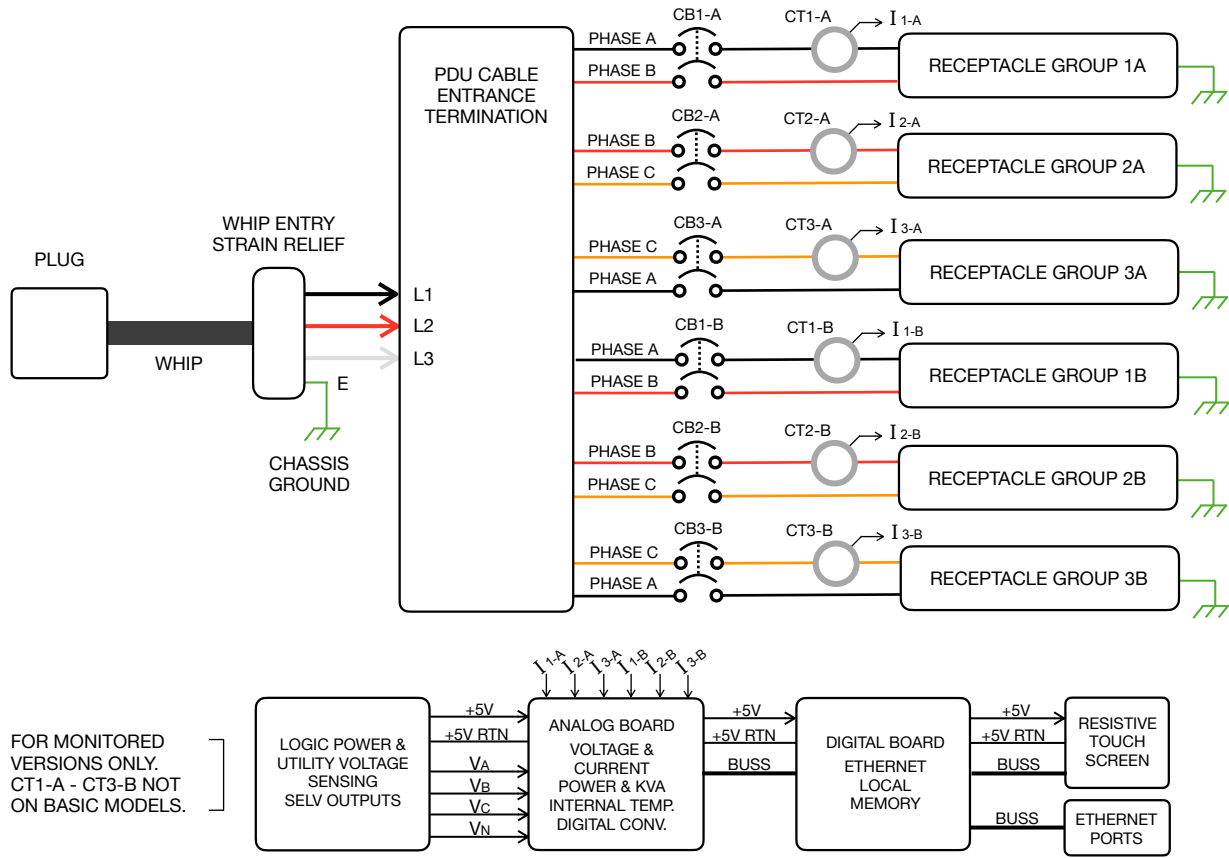 CB1-A
CT1-A
I 1-A
PHASE A
PHASE B
RECEPTACLE GROUP 1A
PDU CABLE
ENTRANCE
TERMINATION
CB2-A
CT2-A
I 2-A
PHASE B
PHASE C
RECEPTACLE GROUP 2A
CB3-A
CT3-A
I 3-A
PHASE C
PHASE A
RECEPTACLE GROUP 3A
WHIP ENTRY
STRAIN RELIEF
PLUG
WHIP
L1
L2
L3
E
CHASSIS
GROUND
CB1-B
CT1-B
I 1-B
PHASE A
PHASE B
RECEPTACLE GROUP 1B
CB2-B
CT2-B
I 2-B
PHASE B
PHASE C
RECEPTACLE GROUP 2B
CB3-B
CT3-B
I 3-B
PHASE C
PHASE A
RECEPTACLE GROUP 3B
FOR MONITORED
VERSIONS ONLY.
CT1-A - CT3-B NOT
ON BASIC MODELS.
LOGIC POWER &
UTILITY VOLTAGE
SENSING
SELV OUTPUTS
+5V
+5V RTN
VA
VB
VC
VN
I 1-A
I 2-A
I 3-A
I 1-B
I 2-B
I 3-B
ANALOG BOARD
VOLTAGE &
CURRENT
POWER & KVA
INTERNAL TEMP.
DIGITAL CONV.
+5V
+5V RTN
BUSS
DIGITAL BOARD
ETHERNET
LOCAL
MEMORY
+5V
+5V RTN
BUSS
BUSS
RESISTIVE
TOUCH
SCREEN
ETHERNET
PORTS